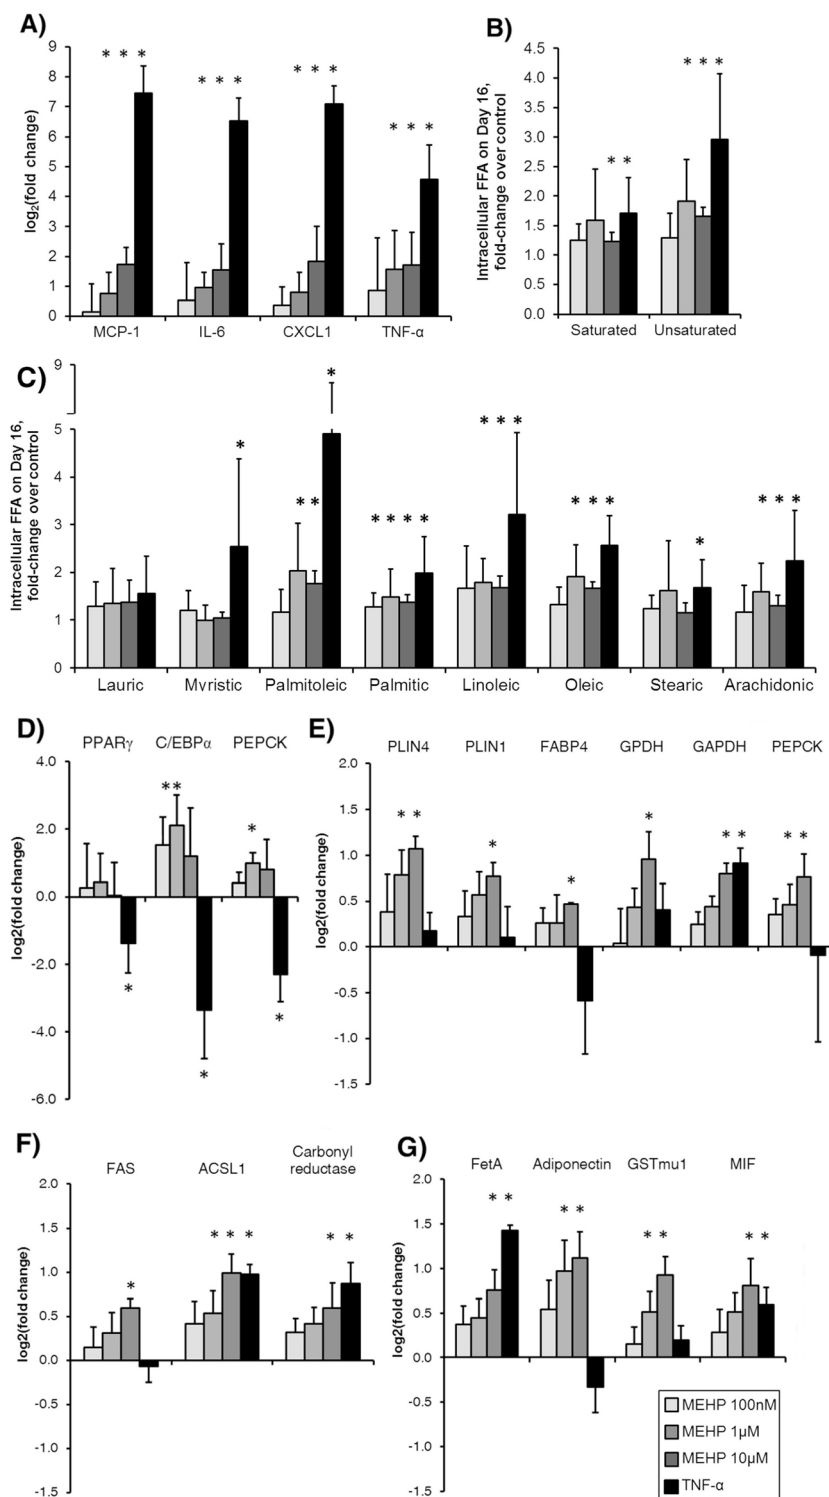 A)
9
8
7
6
5
4
3
2
1
0
log₂(fold change)
* * *
* * *
* * *
* * *
MCP-1 IL-6 CXCL1 TNF-α
B)
4.5
4.0
3.5
3.0
2.5
2.0
1.5
1.0
0.5
0.0
Intracellular FFA on Day 16,
fold-change over control
* *
* * *
Saturated Unsaturated
C)
9
5
4
3
2
1
0
Intracellular FFA on Day 16,
fold-change over control
*
* *
*
* * * *
* * *
* * *
*
* * *
Lauric Myristic Palmitoleic Palmitic Linoleic Oleic Stearic Arachidonic
D)
PPARγ C/EBPα PEPCK
4.0
2.0
0.0
-2.0
-4.0
-6.0
log2(fold change)
**
*
*
*
*
E)
PLIN4 PLIN1 FABP4 GPDH GAPDH PEPCK
2.0
1.5
1.0
0.5
0.0
-0.5
-1.0
-1.5
log2(fold change)
* *
*
*
*
* *
* *
F)
FAS ACSL1 Carbonyl
reductase
2.0
1.5
1.0
0.5
0.0
-0.5
-1.0
-1.5
log2(fold change)
*
* * *
* *
G)
FetA Adiponectin GSTmu1 MIF
2.0
1.5
1.0
0.5
0.0
-0.5
-1.0
-1.5
log2(fold change)
* *
* *
* *
* *
MEHP 100nM
MEHP 1µM
MEHP 10µM
TNF-α